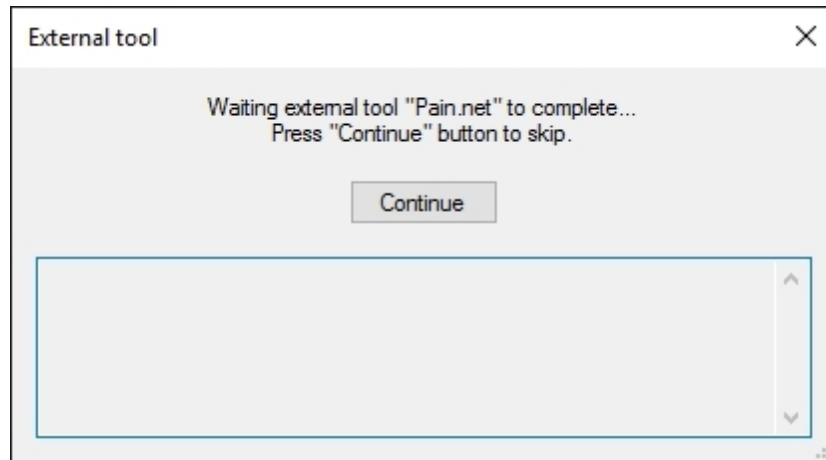 External tool
Waiting external tool "Pain.net" to complete...
Press "Continue" button to skip.
Continue